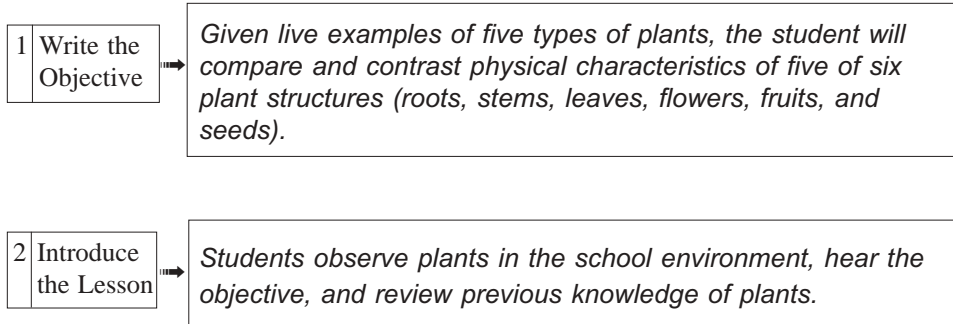 1 Write the
Objective
Given live examples of five types of plants, the student will
compare and contrast physical characteristics of five of six
plant structures (roots, stems, leaves, flowers, fruits, and
seeds).
2 Introduce
the Lesson
Students observe plants in the school environment, hear the
objective, and review previous knowledge of plants.